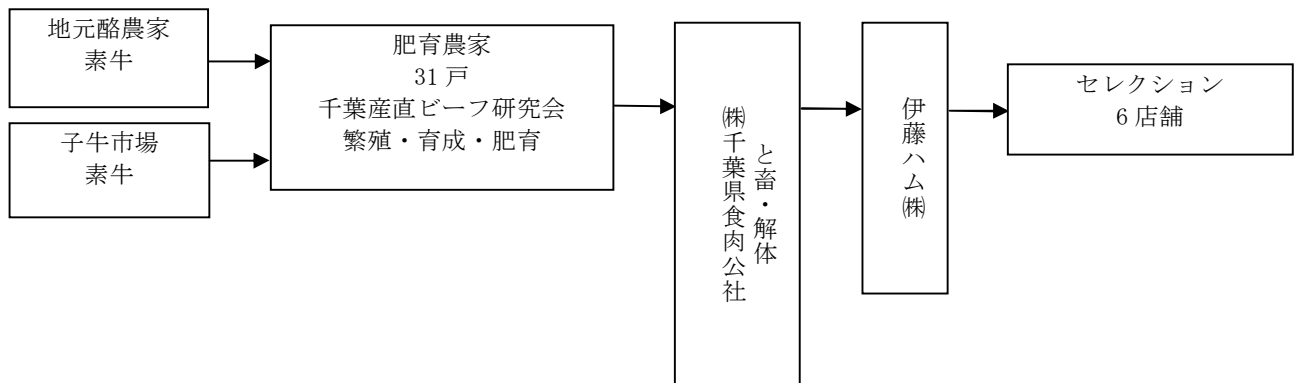 地元酪農家
素牛
子牛市場
素牛
肥育農家
31 戸
千葉産直ビーフ研究会
繁殖・育成・肥育
と畜・解体
㈱千葉県食肉公社
伊藤ハム㈱
セレクション
6 店舗